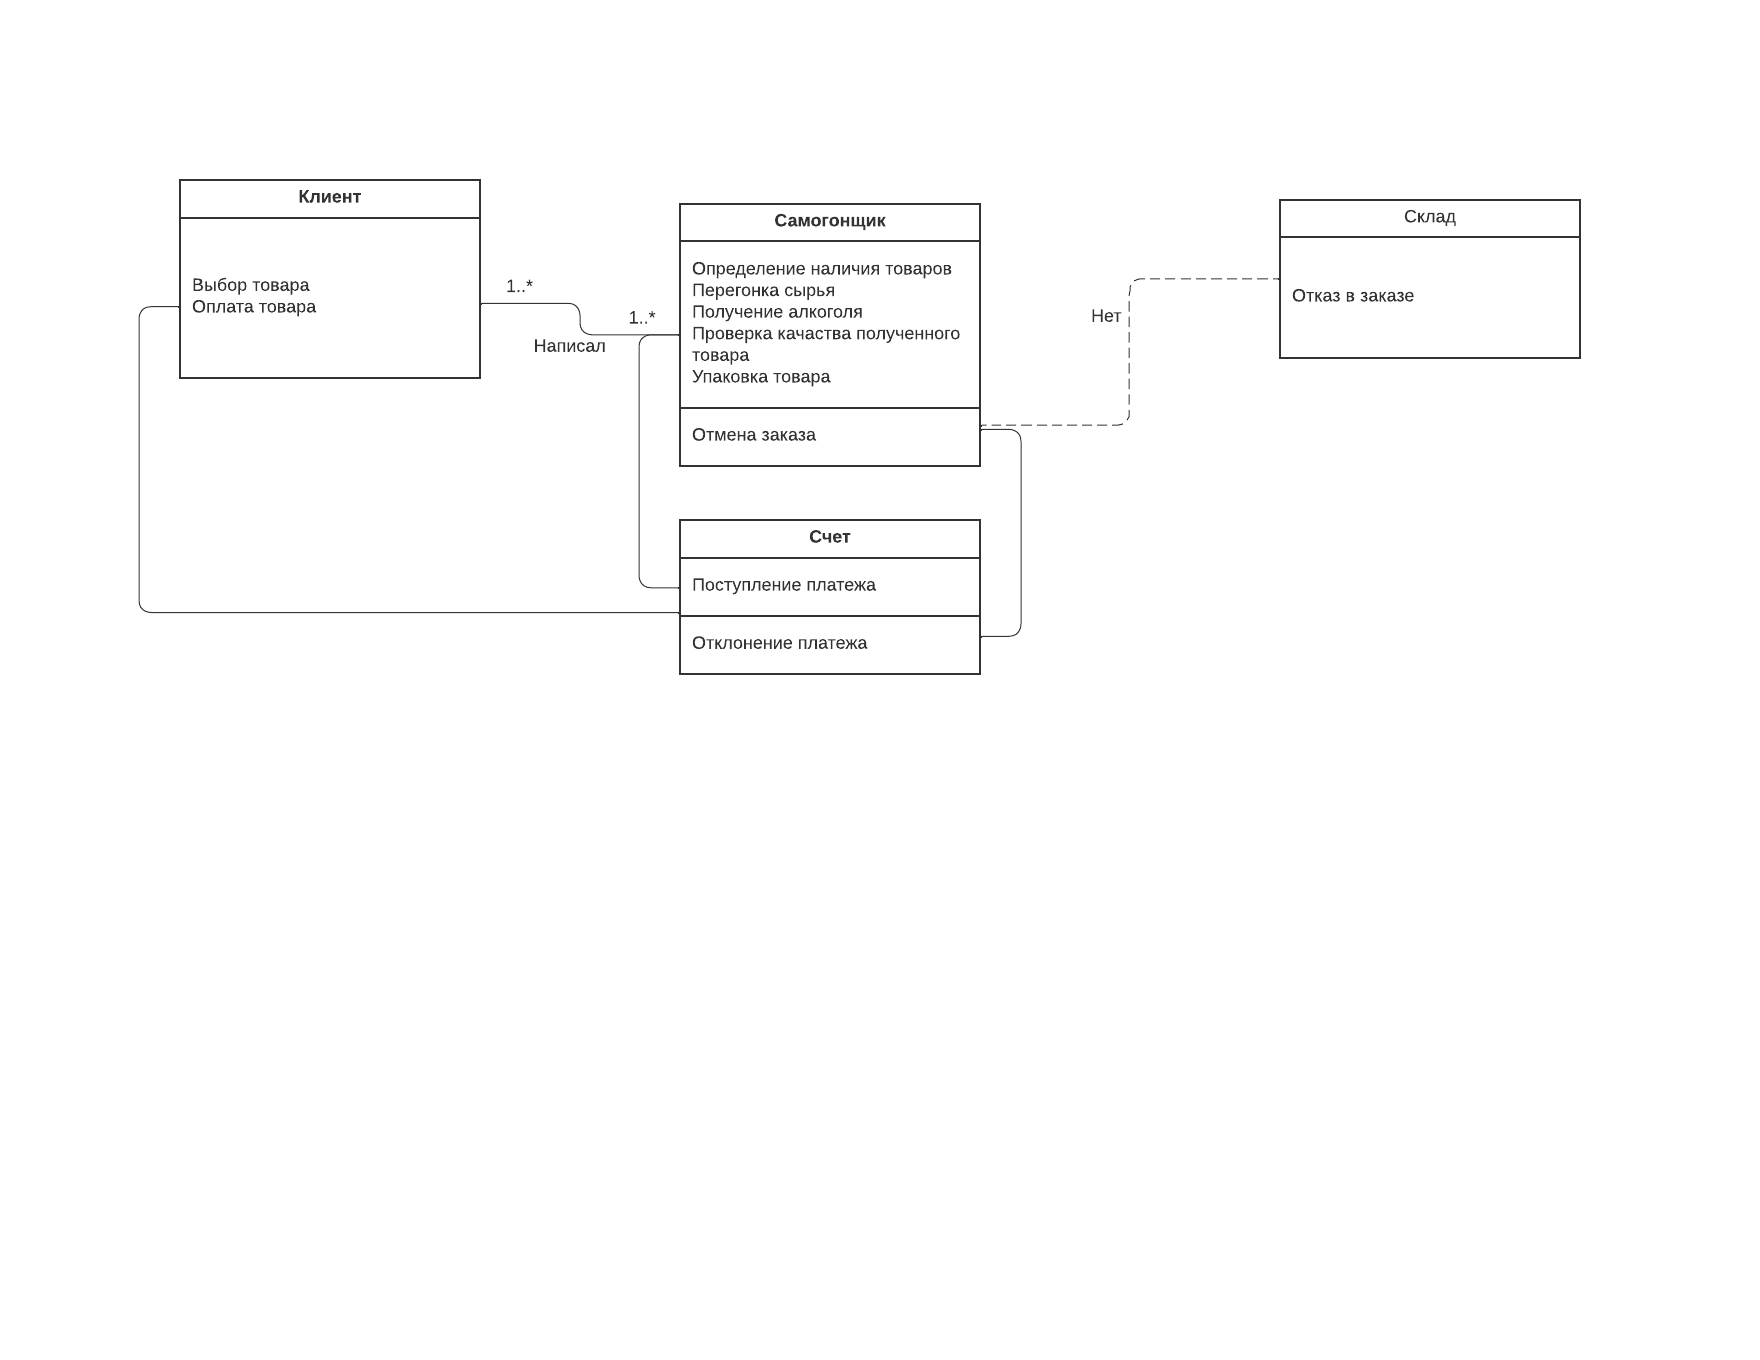 Клиент
Выбор товара
Оплата товара
1..*
1..*
Написал
Самогонщик
Определение наличия товаров
Перегонка сырья
Получение алкоголя
Проверка качаства полученного
товара
Упаковка товара
Отмена заказа
Нет
Склад
Отказ в заказе
Счет
Поступление платежа
Отклонение платежа